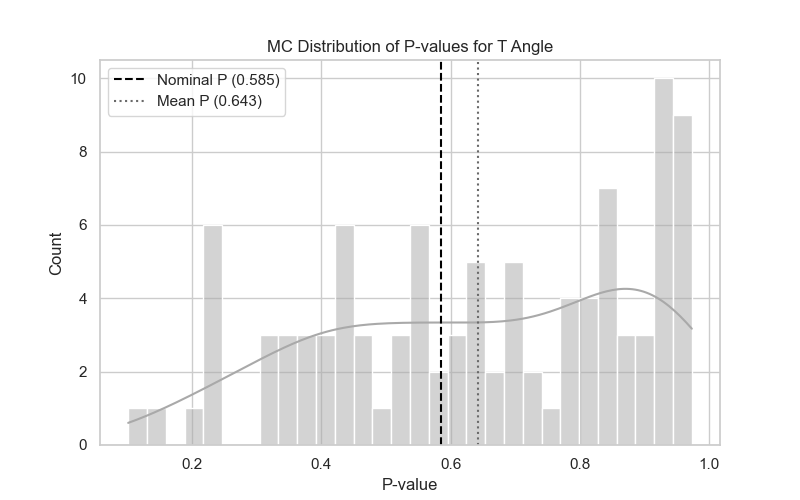 MC Distribution of P-values for T Angle
Nominal P (0.585)
Mean P (0.643)
Count
10
8
6
4
2
0
0.2
0.4
0.6
0.8
1.0
P-value